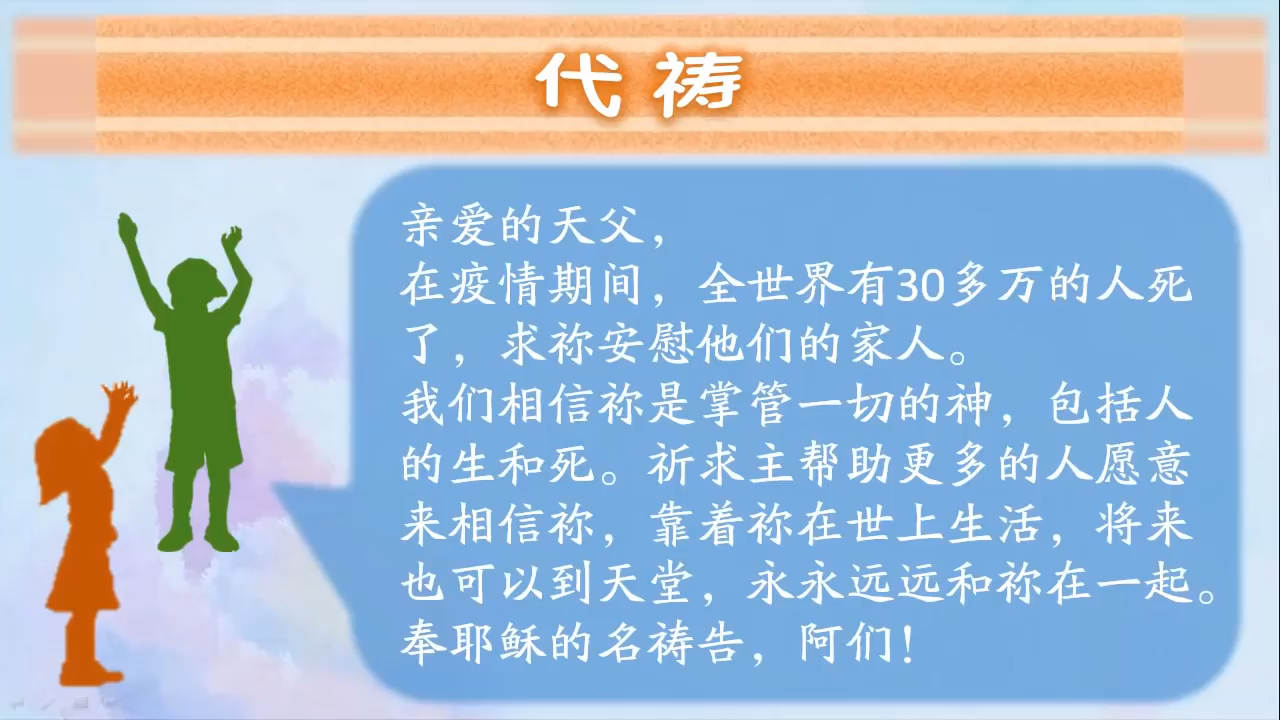 代祷
亲爱的天父，
在疫情期间，全世界有30多万的人死
了，求祢安慰他们的家人。
我们相信祢是掌管一切的神，包括人
的生和死。祈求主帮助更多的人愿意
来相信祢，靠着祢在世上生活，将来
也可以到天堂，永永远远和祢在一起。
奉耶稣的名祷告，阿们！